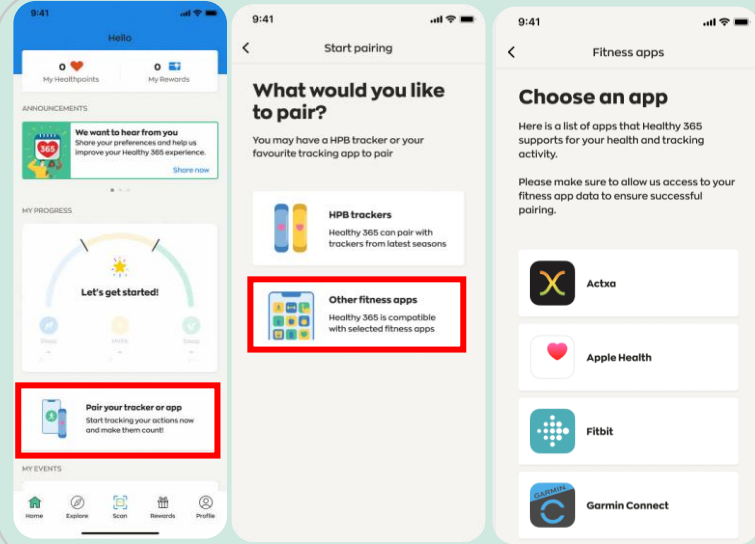 9:41
Hello
0
0
My Healthpoints
My Rewards
ANNOUNCEMENTS
365
We want to hear from you
Share your preferences and help us
improve your Healthy 365 experience.
Share now
MY PROGRESS
Let's get started!
MVPA
Sleep
Pair your tracker or app
Start tracking your actions now
and make them count!
MY EVENTS
Home
Explore
Scan
Rewards
Profile
9:41
Start pairing
What would you like
to pair?
You may have a HPB tracker or your
favourite tracking app to pair
HPB trackers
Healthy 365 can pair with
trackers from latest seasons
Other fitness apps
Healthy 365 is compatible
with selected fitness apps
9:41
Fitness apps
Choose an app
Here is a list of apps that Healthy 365
supports for your health and tracking
activity.
Please make sure to allow us access to your
fitness app data to ensure successful
pairing.
Actxa
Apple Health
Fitbit
GARMIN
Garmin Connect